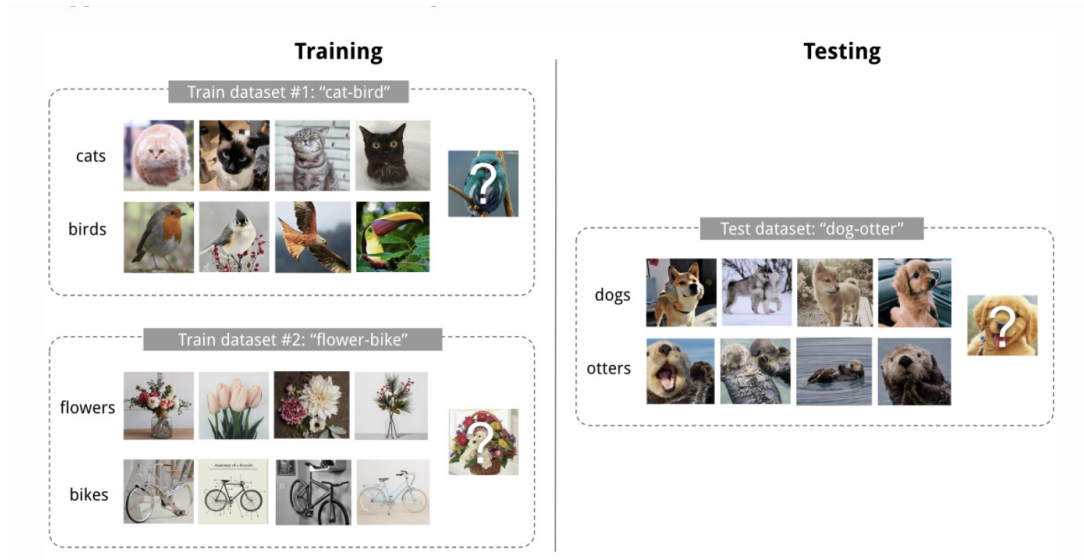 Training
Testing
Train dataset #1: “cat-bird”
cats
?
birds
Test dataset: “dog-otter”
dogs
?
otters
Train dataset #2: “flower-bike”
flowers
?
bikes